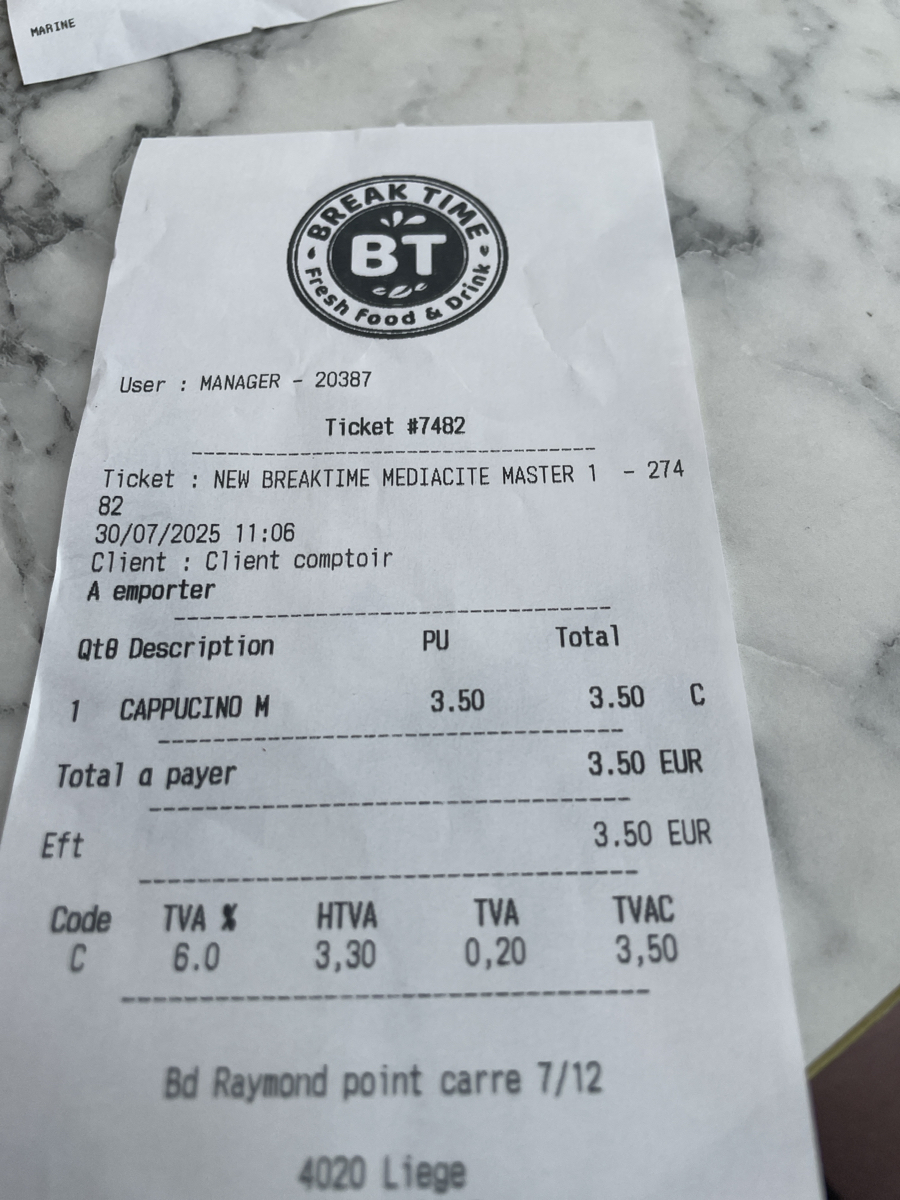 MARINE
BREAK TIME
BT
Fresh Food & Drink
User : MANAGER - 20387
Ticket #7482
Ticket : NEW BREAKTIME MEDIACITE MASTER 1 - 274
82
30/07/2025 11:06
Client : Client comptoir
A emporter
Qt0 Description PU Total
1 CAPPUCINO M 3.50 3.50 C
Total a payer 3.50 EUR
Eft 3.50 EUR
Code TVA % HTVA TVA TVAC
C 6.0 3,30 0,20 3,50
Bd Raymond point carre 7/12
4020 Liege